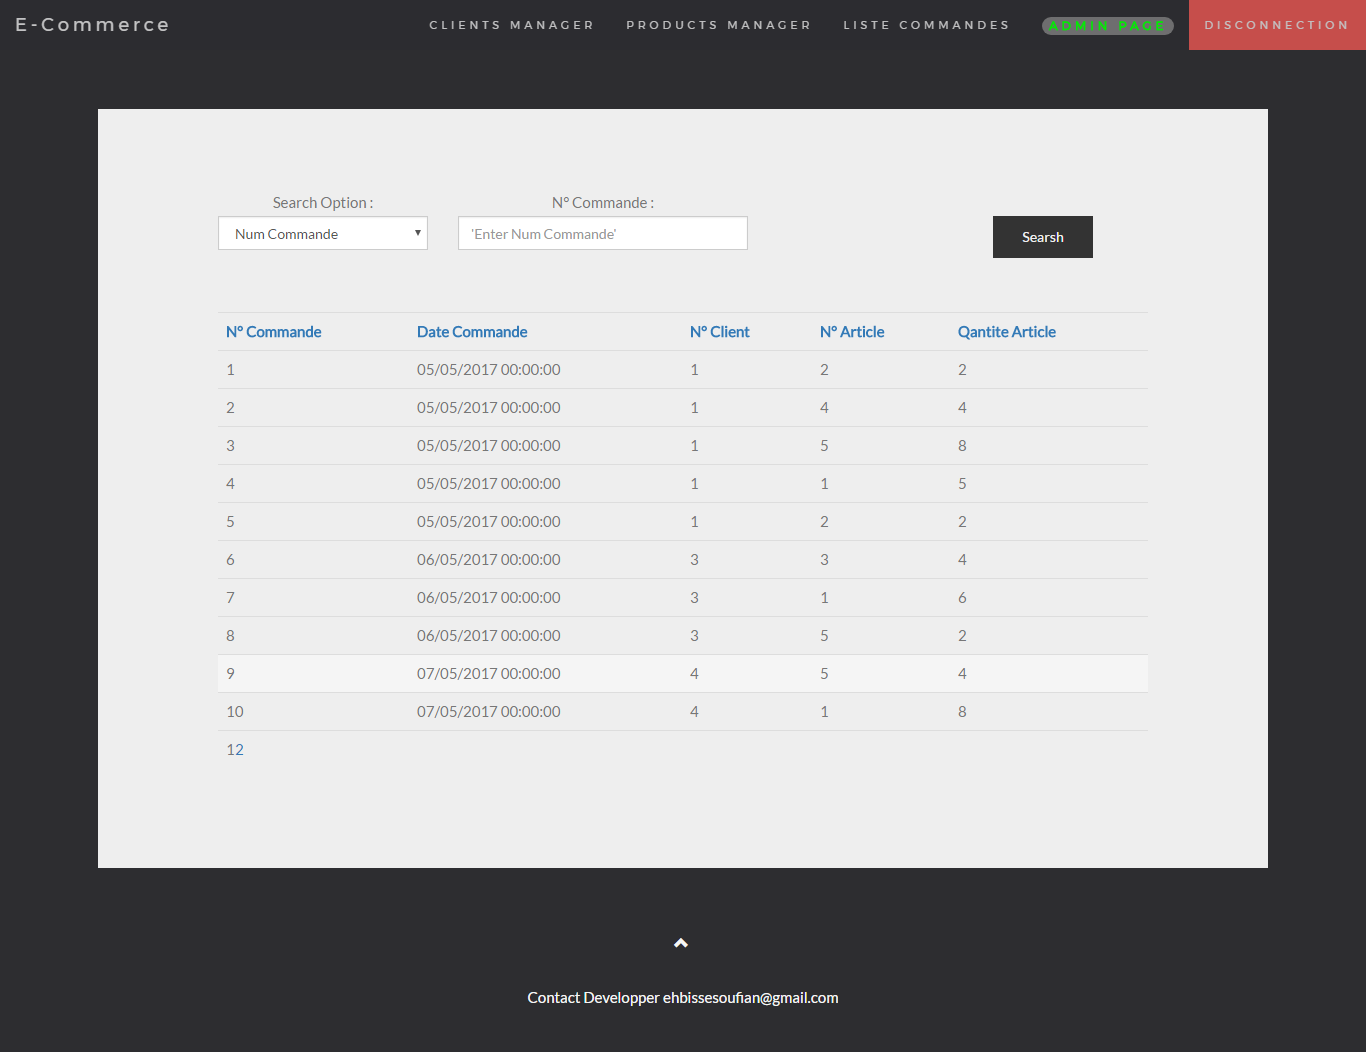 E-Commerce CLIENTS MANAGER PRODUCTS MANAGER LISTE COMMANDES ADMIN PAGE DISCONNECTION
Search Option : N° Commande :
Num Commande 'Enter Num Commande' Searsh
N° Commande Date Commande N° Client N° Article Qantite Article
1 05/05/2017 00:00:00 1 2 2
2 05/05/2017 00:00:00 1 4 4
3 05/05/2017 00:00:00 1 5 8
4 05/05/2017 00:00:00 1 1 5
5 05/05/2017 00:00:00 1 2 2
6 06/05/2017 00:00:00 3 3 4
7 06/05/2017 00:00:00 3 1 6
8 06/05/2017 00:00:00 3 5 2
9 07/05/2017 00:00:00 4 5 4
10 07/05/2017 00:00:00 4 1 8
12
Contact Developper ehbissesoufian@gmail.com